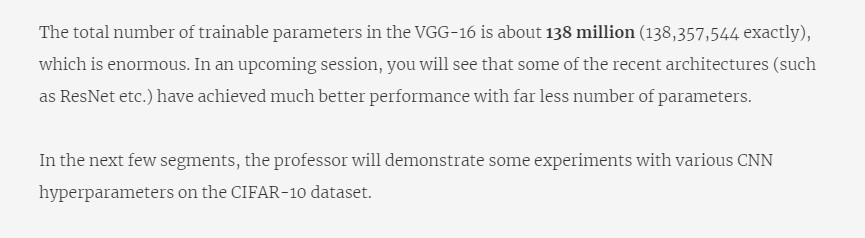 The total number of trainable parameters in the VGG-16 is about 138 million (138,357,544 exactly),
which is enormous. In an upcoming session, you will see that some of the recent architectures (such
as ResNet etc.) have achieved much better performance with far less number of parameters.
In the next few segments, the professor will demonstrate some experiments with various CNN
hyperparameters on the CIFAR-10 dataset.